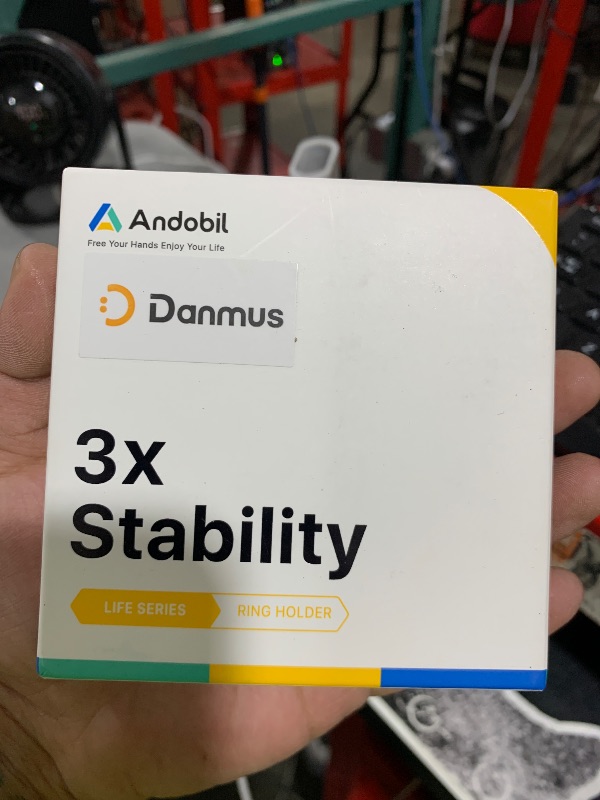 Andobil
Free Your Hands Enjoy Your Life
Danmus
3x
Stability
LIFE SERIES
RING HOLDER